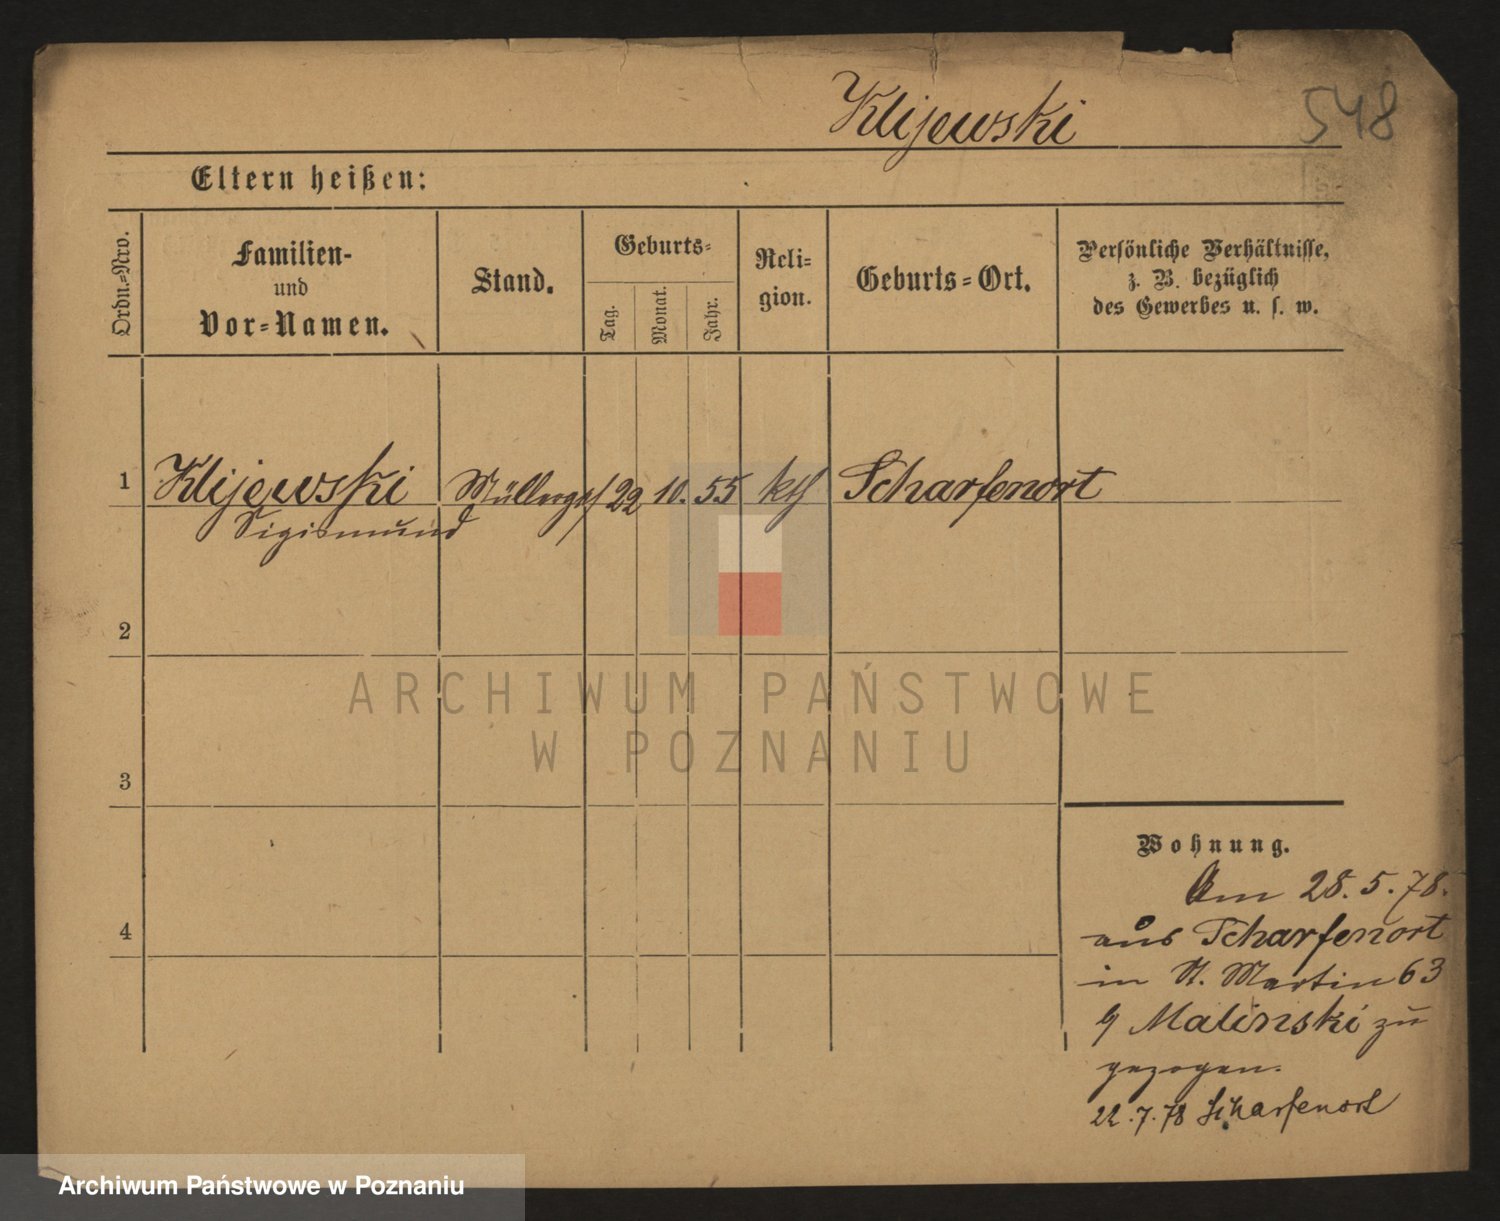 Klijewski
548
Eltern heißen:
Ordn.=Nro.
Familien-
und
Vor=Namen.
Stand.
Geburts=
Tag.
Monat.
Jahr.
Reli=
gion.
Geburts=Ort.
Persönliche Verhältnisse,
z. B. bezüglich
des Gewerbes u. s. w.
1 Klijewski Müllerges 22 10. 55 kth Scharfenort
Sigismund
2
3
4
Wohnung.
Am 28. 5. 78.
aus Scharfenort
in St. Martin 63
b/ Malinski zu
gezogen.
22. 7. 78 Scharfenort
ARCHIWUM PAŃSTWOWE
W POZNANIU
Archiwum Państwowe w Poznaniu